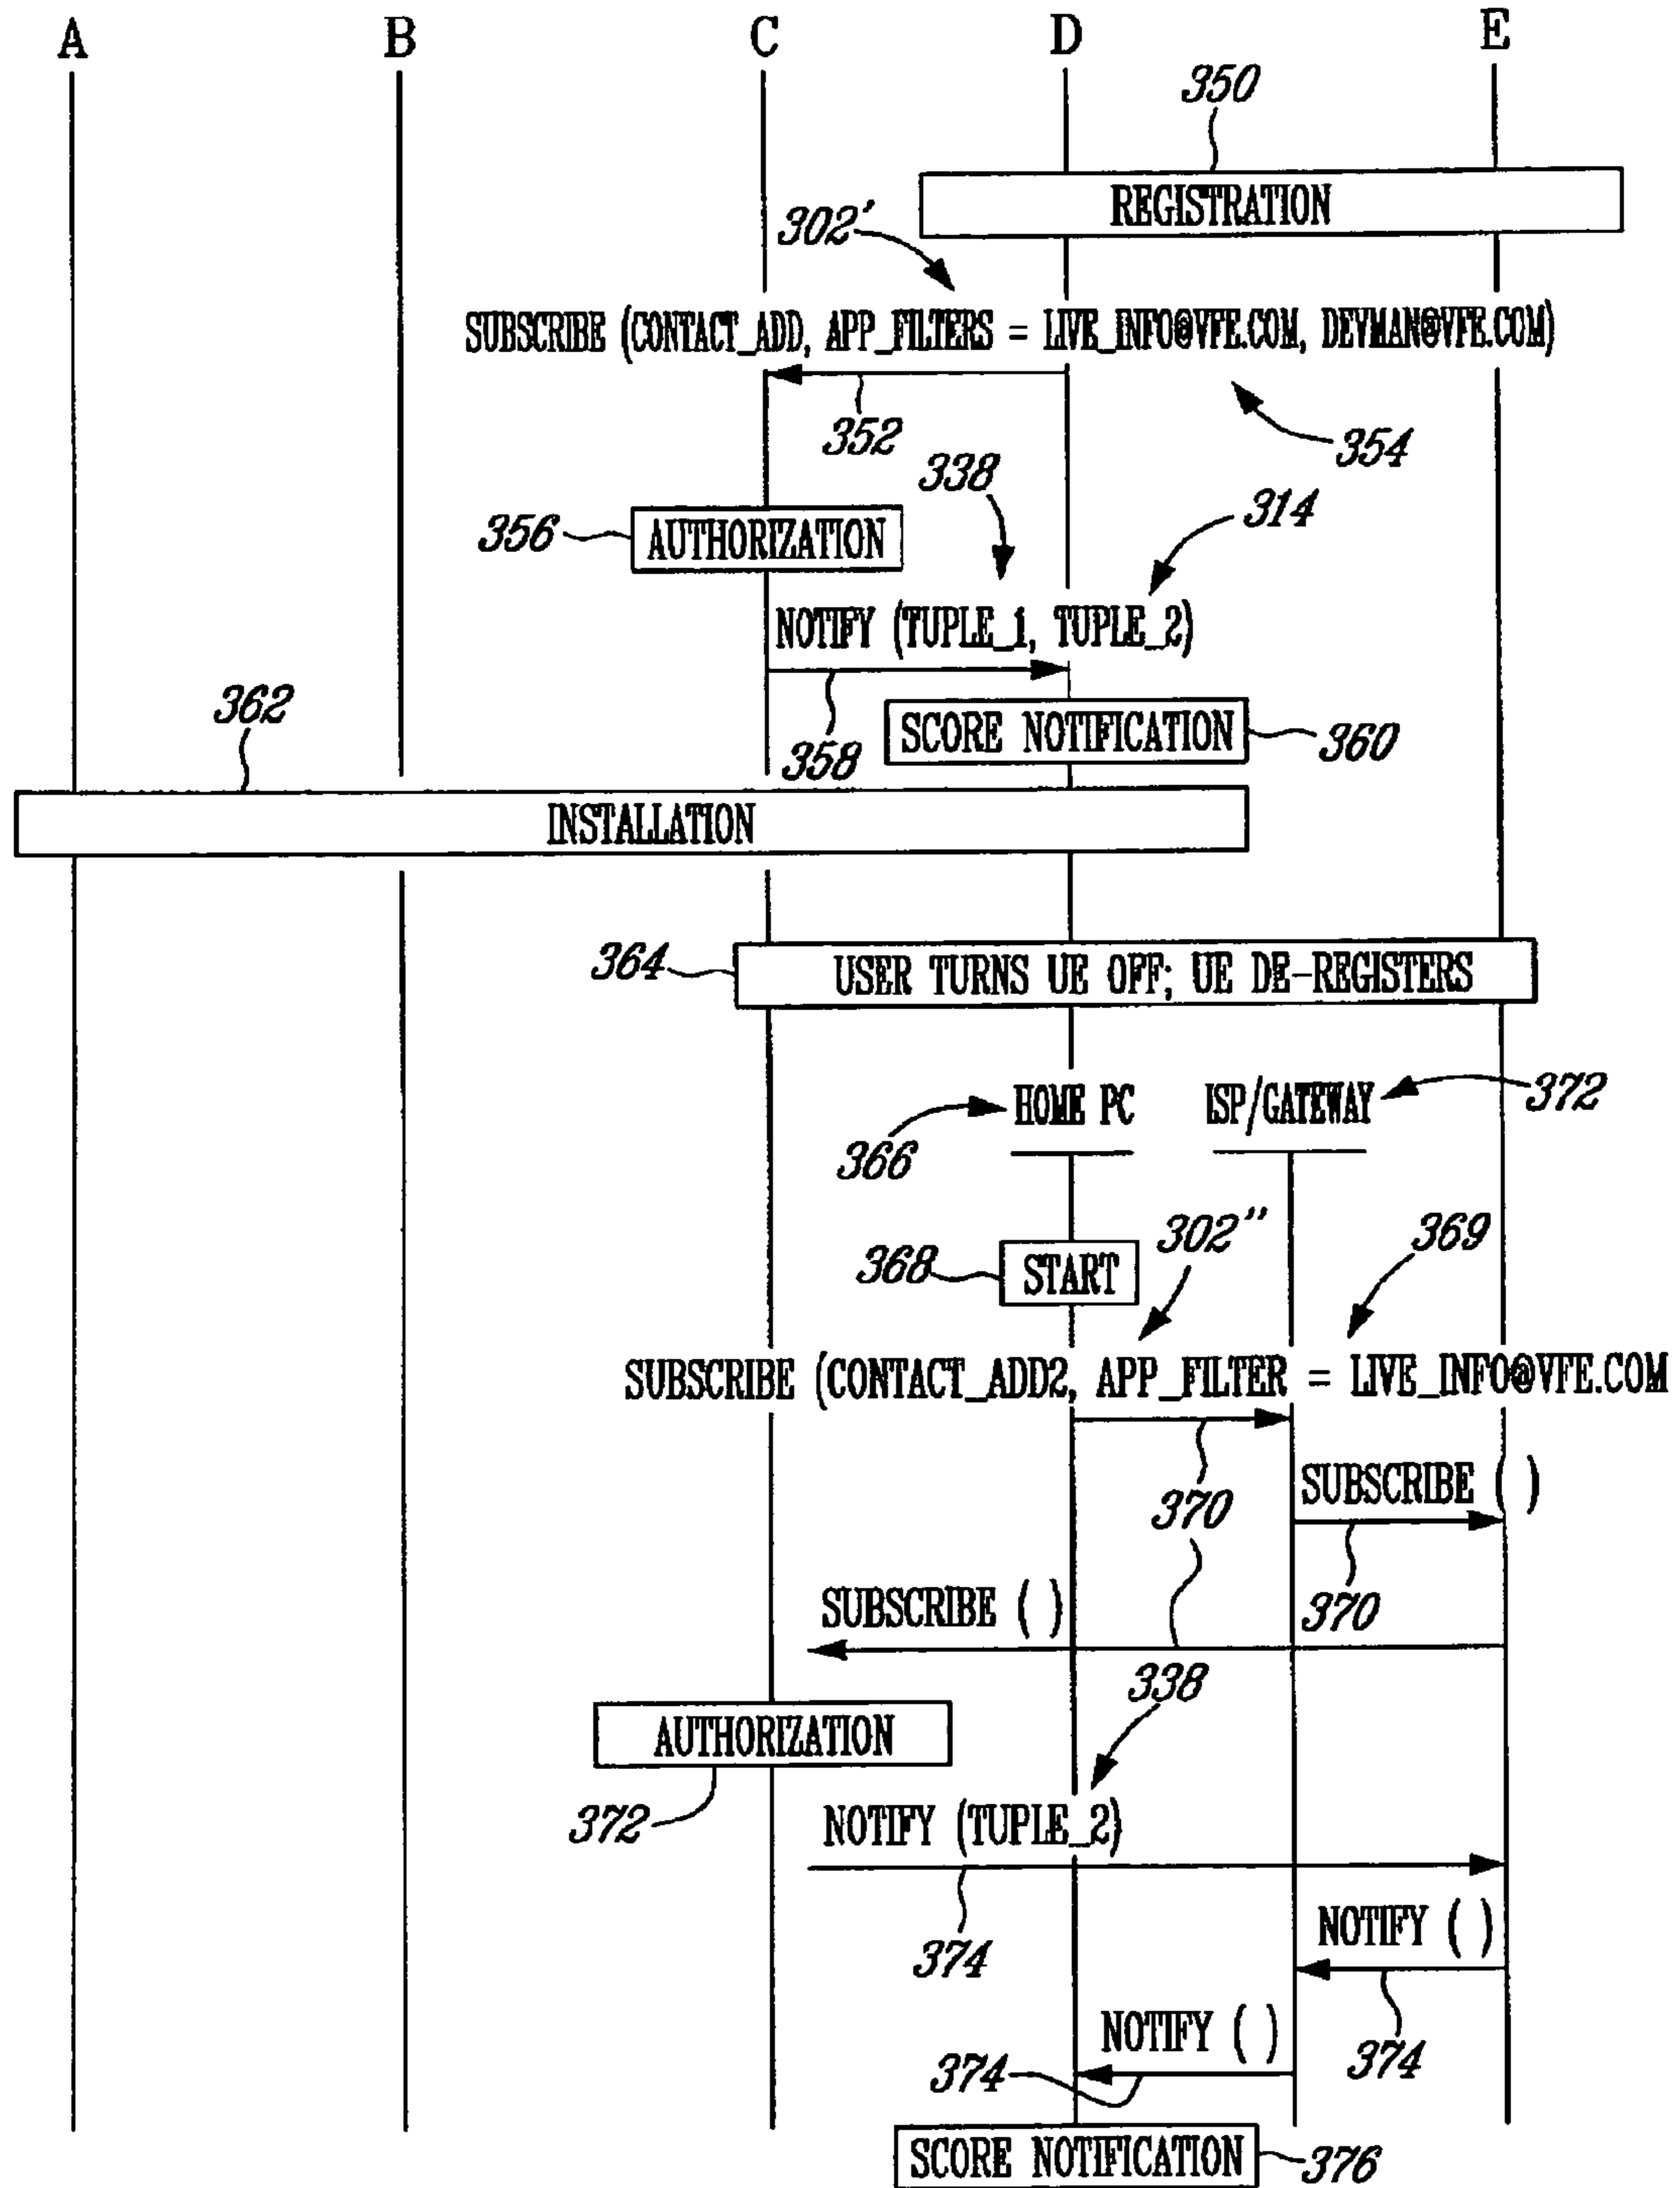 A B C D E
350
REGISTRATION
302'
SUBSCRIBE (CONTACT_ADD, APP_FILTERS = LIVE_INFO@VFE.COM, DEVMAN@VFE.COM)
352
354
338
314
356
AUTHORIZATION
NOTIFY (TUPLE_1, TUPLE_2)
362
358
SCORE NOTIFICATION
360
INSTALLATION
364
USER TURNS UE OFF; UE DE-REGISTERS
HOME PC
ISP/GATEWAY
372
366
302"
369
368
START
SUBSCRIBE (CONTACT_ADD2, APP_FILTER = LIVE_INFO@VFE.COM
370
SUBSCRIBE ( )
370
SUBSCRIBE ( )
338
AUTHORIZATION
372
NOTIFY (TUPLE_2)
374
NOTIFY ( )
374
NOTIFY ( )
374
SCORE NOTIFICATION
376